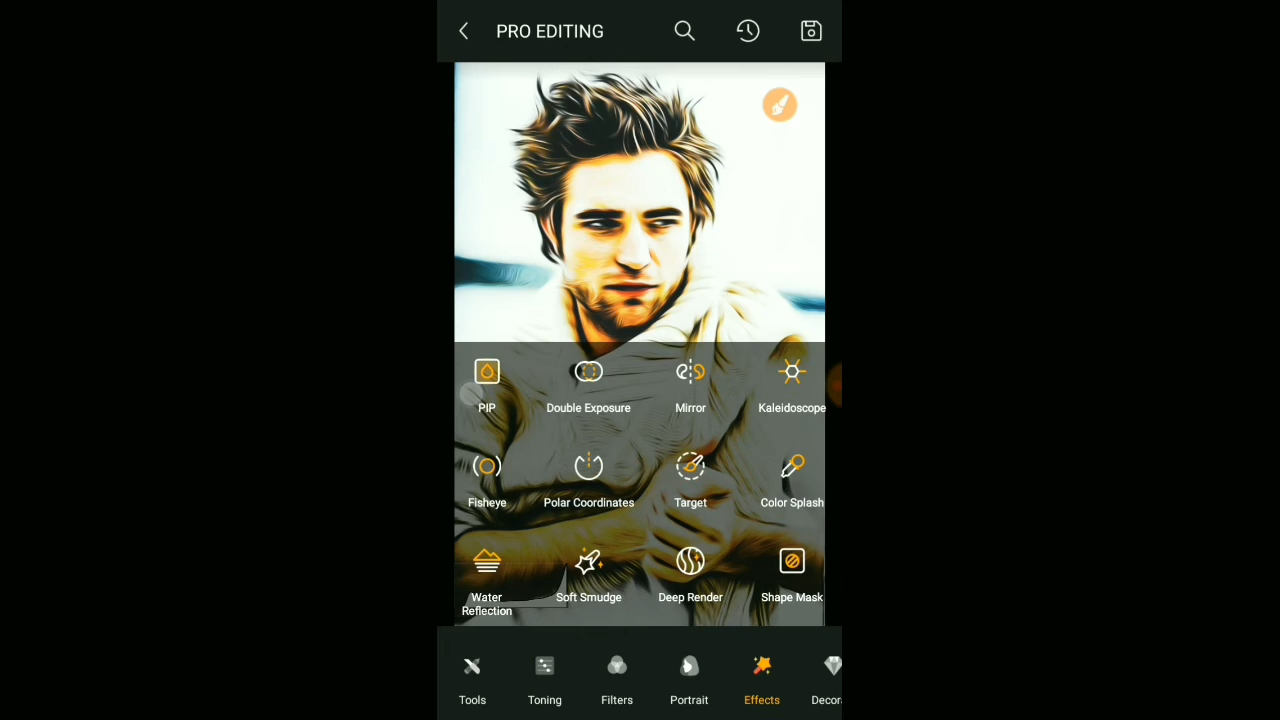 PRO EDITING
PIP
Double Exposure
Mirror
Kaleidoscope
Fisheye
Polar Coordinates
Target
Color Splash
Water
Reflection
Soft Smudge
Deep Render
Shape Mask
Tools
Toning
Filters
Portrait
Effects
Decor